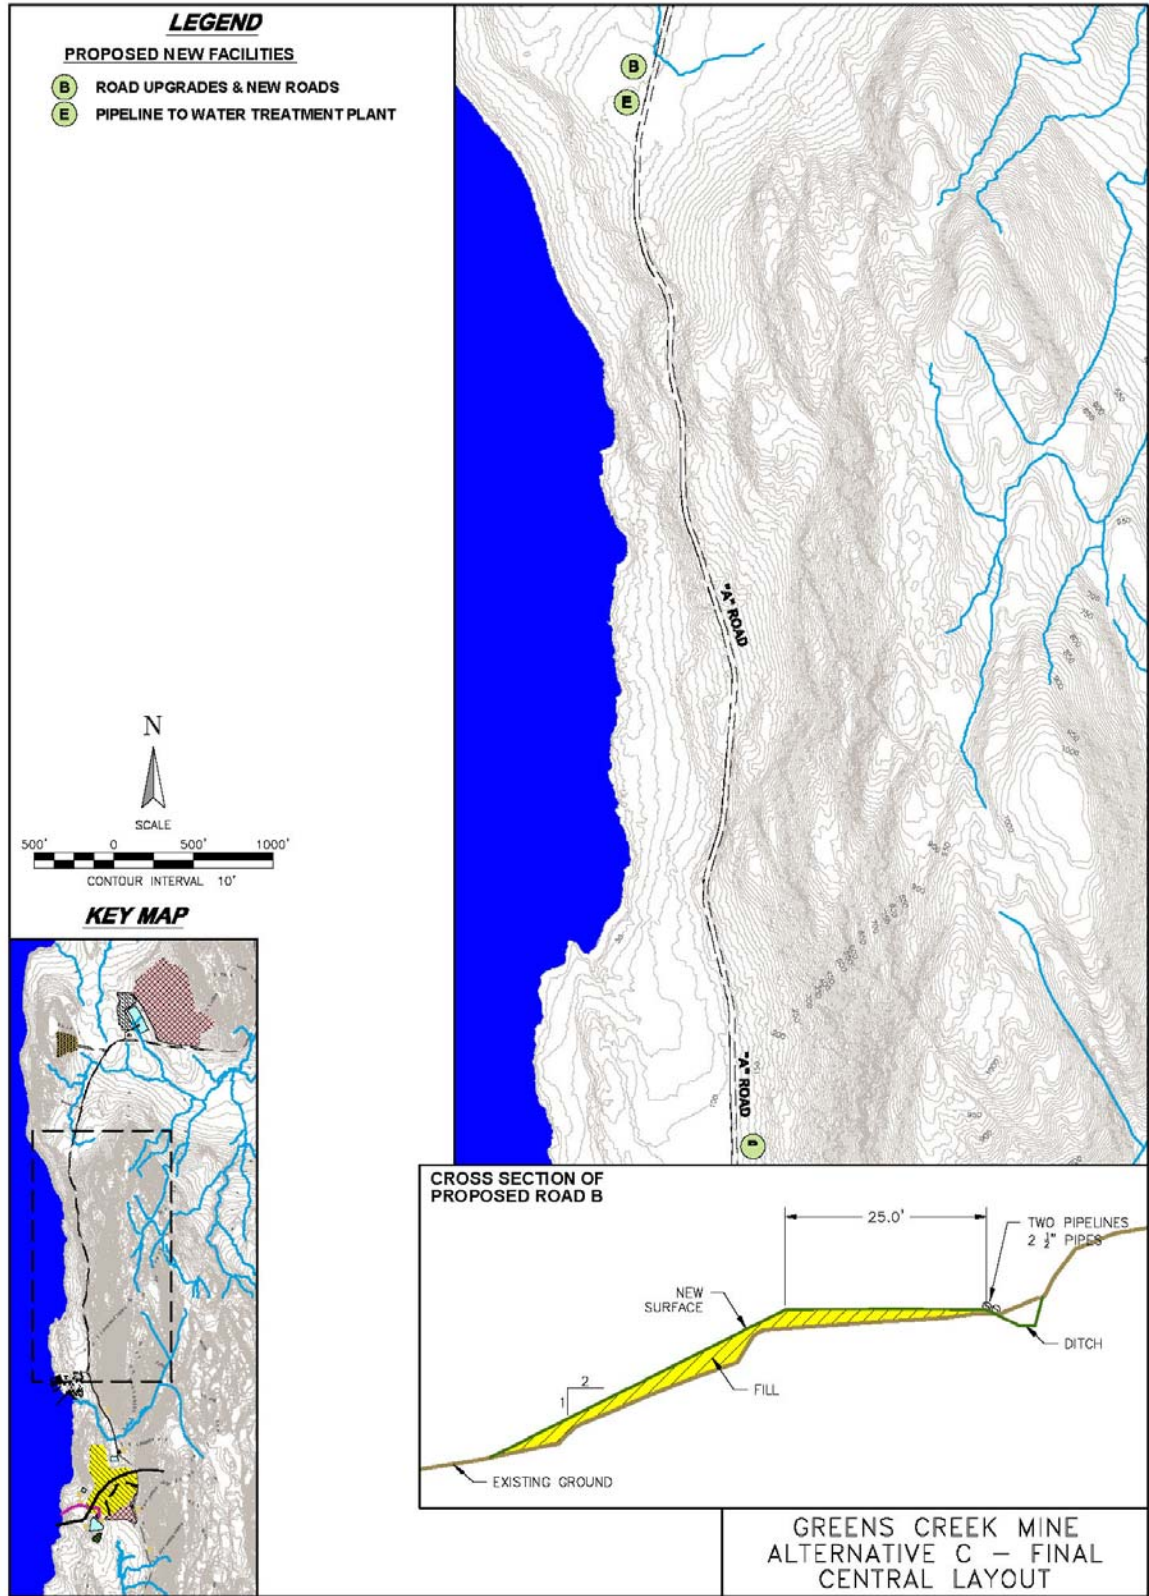 LEGEND
PROPOSED NEW FACILITIES
B ROAD UPGRADES & NEW ROADS
E PIPELINE TO WATER TREATMENT PLANT
B
E
"A" ROAD
"A" ROAD
N
SCALE
500' 0 500' 1000'
CONTOUR INTERVAL 10'
KEY MAP
CROSS SECTION OF
PROPOSED ROAD B
25.0'
TWO PIPELINES
2 ½" PIPES
NEW
SURFACE
DITCH
2
1
FILL
EXISTING GROUND
GREENS CREEK MINE
ALTERNATIVE C – FINAL
CENTRAL LAYOUT